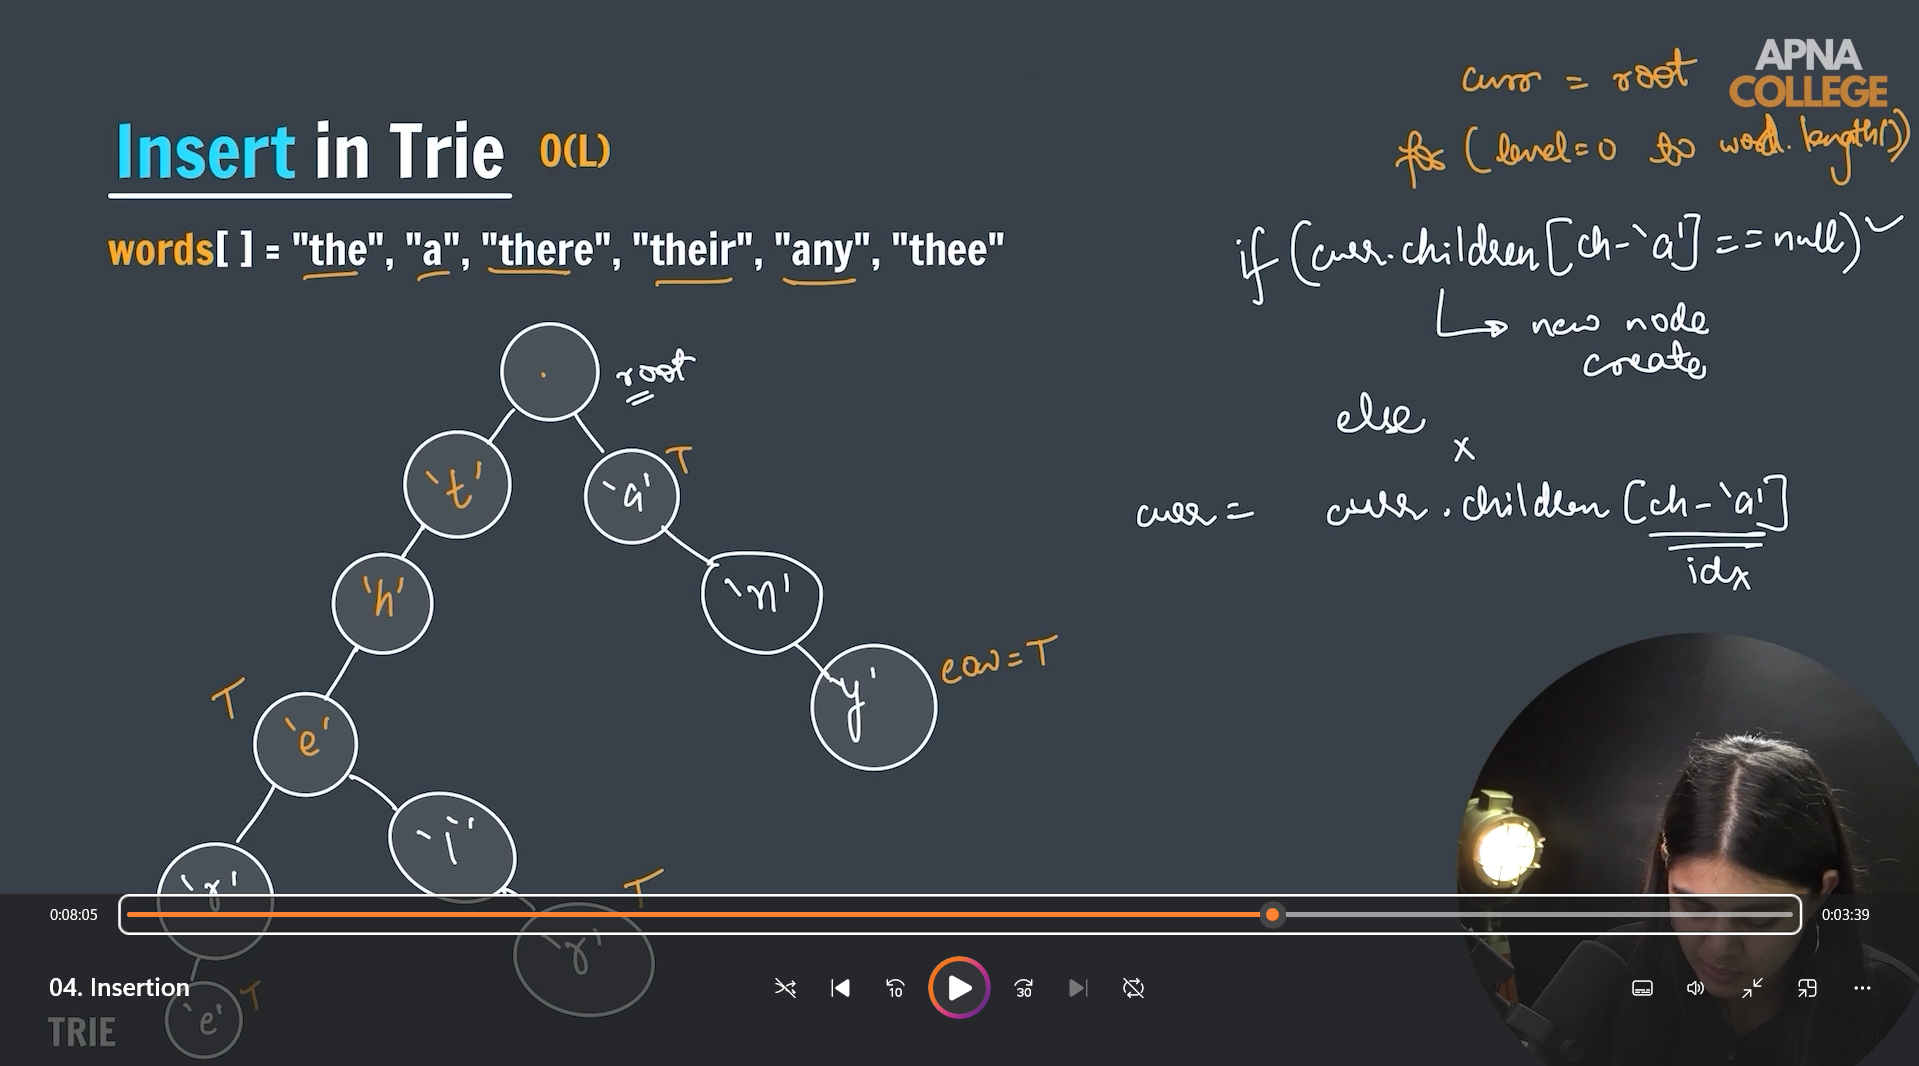 APNA
COLLEGE
curr = root
for (level=0 to word.length())
Insert in Trie O(L)
words[ ] = "the", "a", "there", "their", "any", "thee"
if (curr.children[ch-`a'] == null)
new node
create
else x
curr = curr.children [ch-`a']
idx
root
`t'
`a' T
'h'
`n'
`y' eow=T
T `e'
`i'
`r'
T
`r'
`e' T
0:08:05
0:03:39
04. Insertion
10
30
TRIE